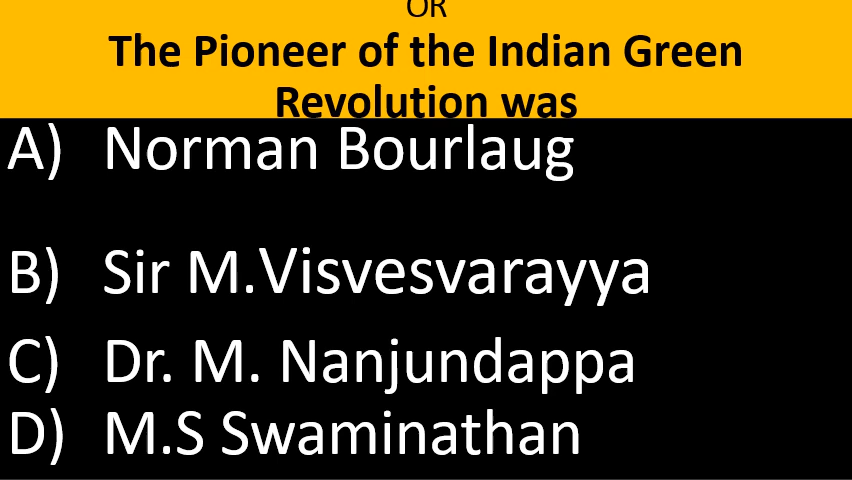 OR
The Pioneer of the Indian Green
Revolution was
A) Norman Bourlaug
B) Sir M.Visvesvarayya
C) Dr. M. Nanjundappa
D) M.S Swaminathan